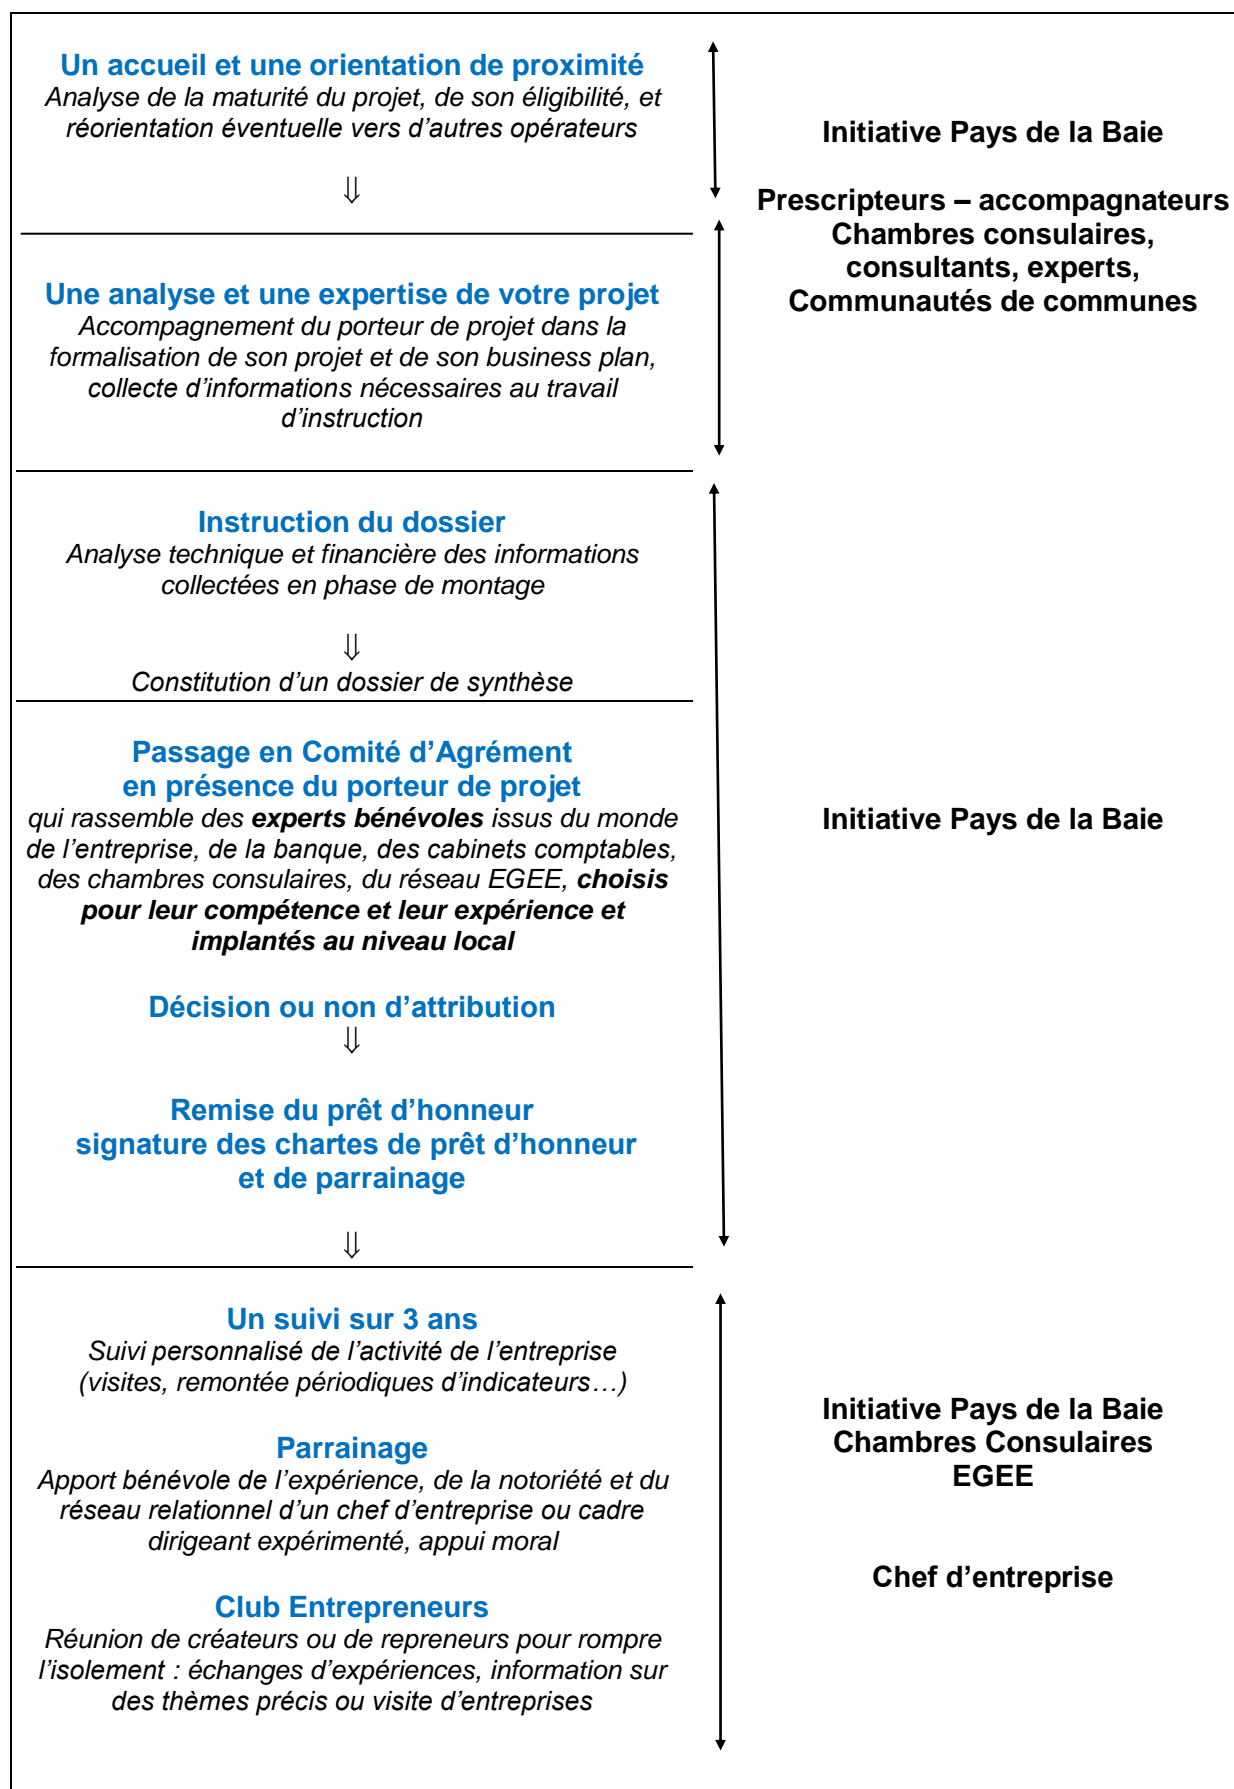 Un accueil et une orientation de proximité
Analyse de la maturité du projet, de son éligibilité, et
réorientation éventuelle vers d’autres opérateurs
⇓
Initiative Pays de la Baie
Prescripteurs – accompagnateurs
Chambres consulaires,
consultants, experts,
Communautés de communes
Une analyse et une expertise de votre projet
Accompagnement du porteur de projet dans la
formalisation de son projet et de son business plan,
collecte d’informations nécessaires au travail
d’instruction
Instruction du dossier
Analyse technique et financière des informations
collectées en phase de montage
⇓
Constitution d’un dossier de synthèse
Passage en Comité d’Agrément
en présence du porteur de projet
qui rassemble des experts bénévoles issus du monde
de l’entreprise, de la banque, des cabinets comptables,
des chambres consulaires, du réseau EGEE, choisis
pour leur compétence et leur expérience et
implantés au niveau local
Initiative Pays de la Baie
Décision ou non d’attribution
⇓
Remise du prêt d’honneur
signature des chartes de prêt d’honneur
et de parrainage
⇓
Un suivi sur 3 ans
Suivi personnalisé de l’activité de l’entreprise
(visites, remontée périodiques d’indicateurs…)
Parrainage
Apport bénévole de l’expérience, de la notoriété et du
réseau relationnel d’un chef d’entreprise ou cadre
dirigeant expérimenté, appui moral
Club Entrepreneurs
Réunion de créateurs ou de repreneurs pour rompre
l’isolement : échanges d’expériences, information sur
des thèmes précis ou visite d’entreprises
Initiative Pays de la Baie
Chambres Consulaires
EGEE
Chef d’entreprise